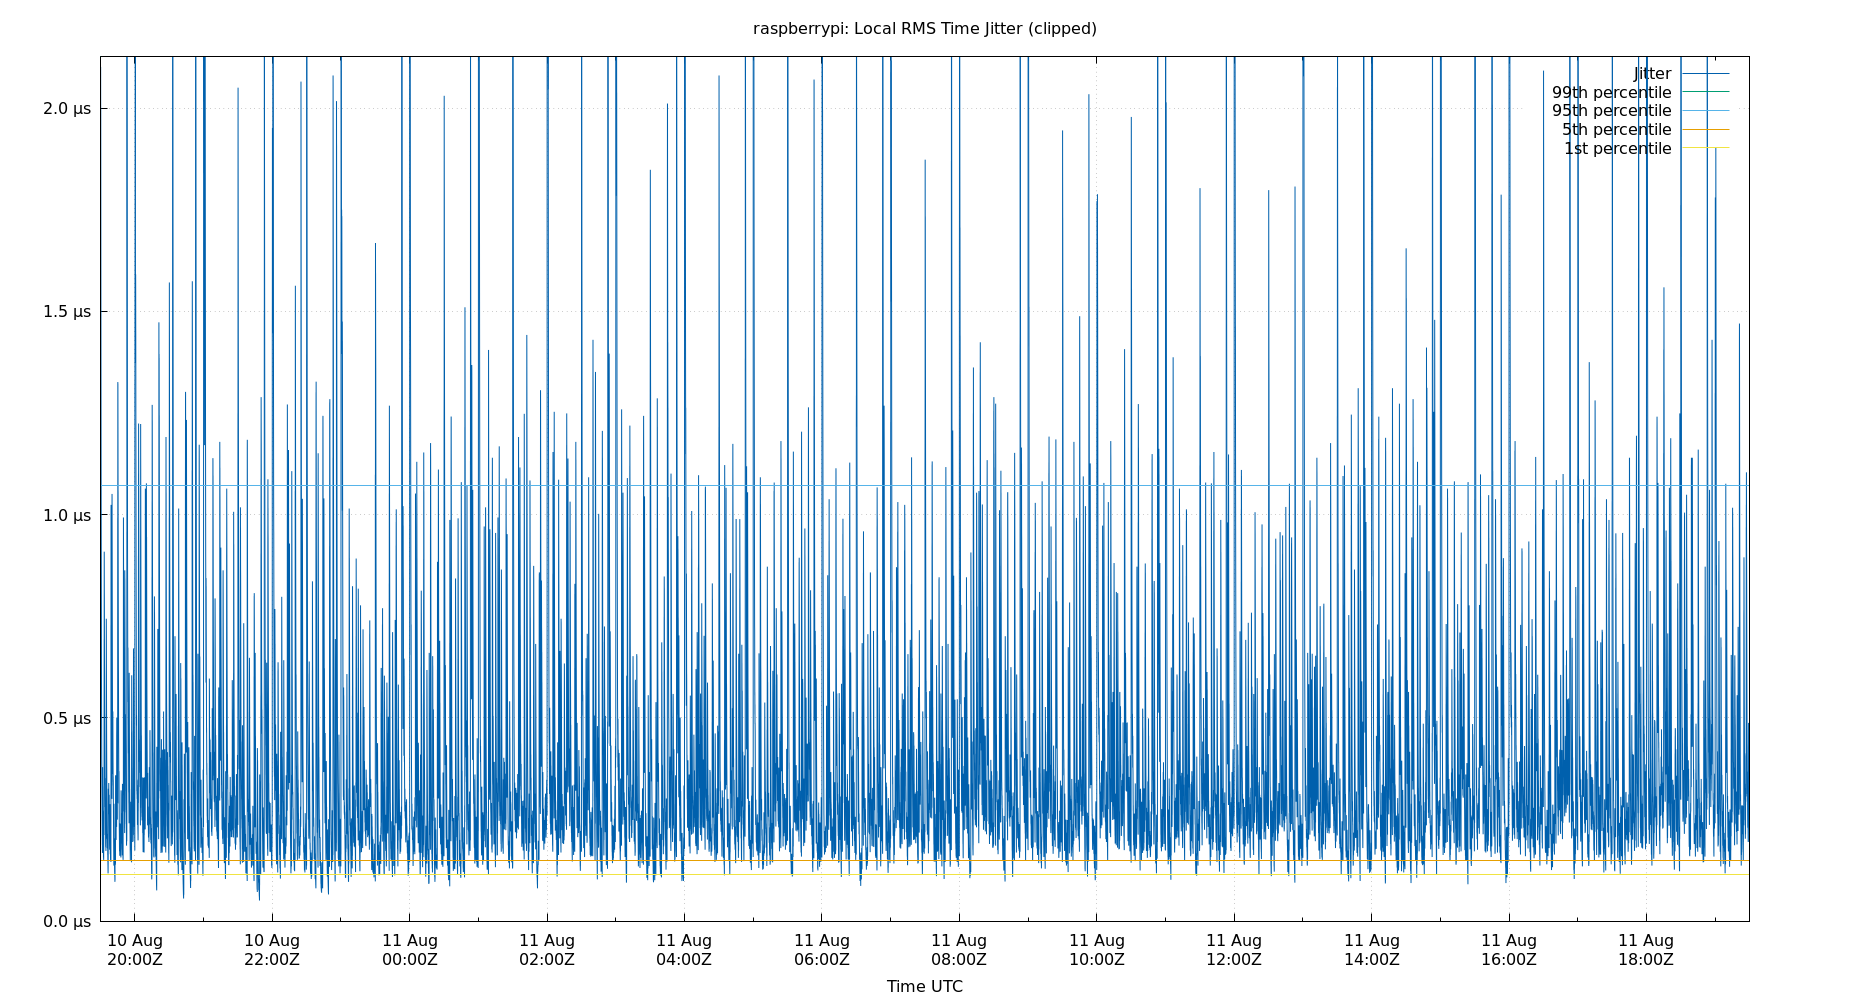 raspberrypi: Local RMS Time Jitter (clipped)
Jitter
99th percentile
95th percentile
5th percentile
1st percentile
2.0 µs
1.5 µs
1.0 µs
0.5 µs
0.0 µs
10 Aug 10 Aug 11 Aug 11 Aug 11 Aug 11 Aug 11 Aug 11 Aug 11 Aug 11 Aug 11 Aug 11 Aug
20:00Z 22:00Z 00:00Z 02:00Z 04:00Z 06:00Z 08:00Z 10:00Z 12:00Z 14:00Z 16:00Z 18:00Z
Time UTC